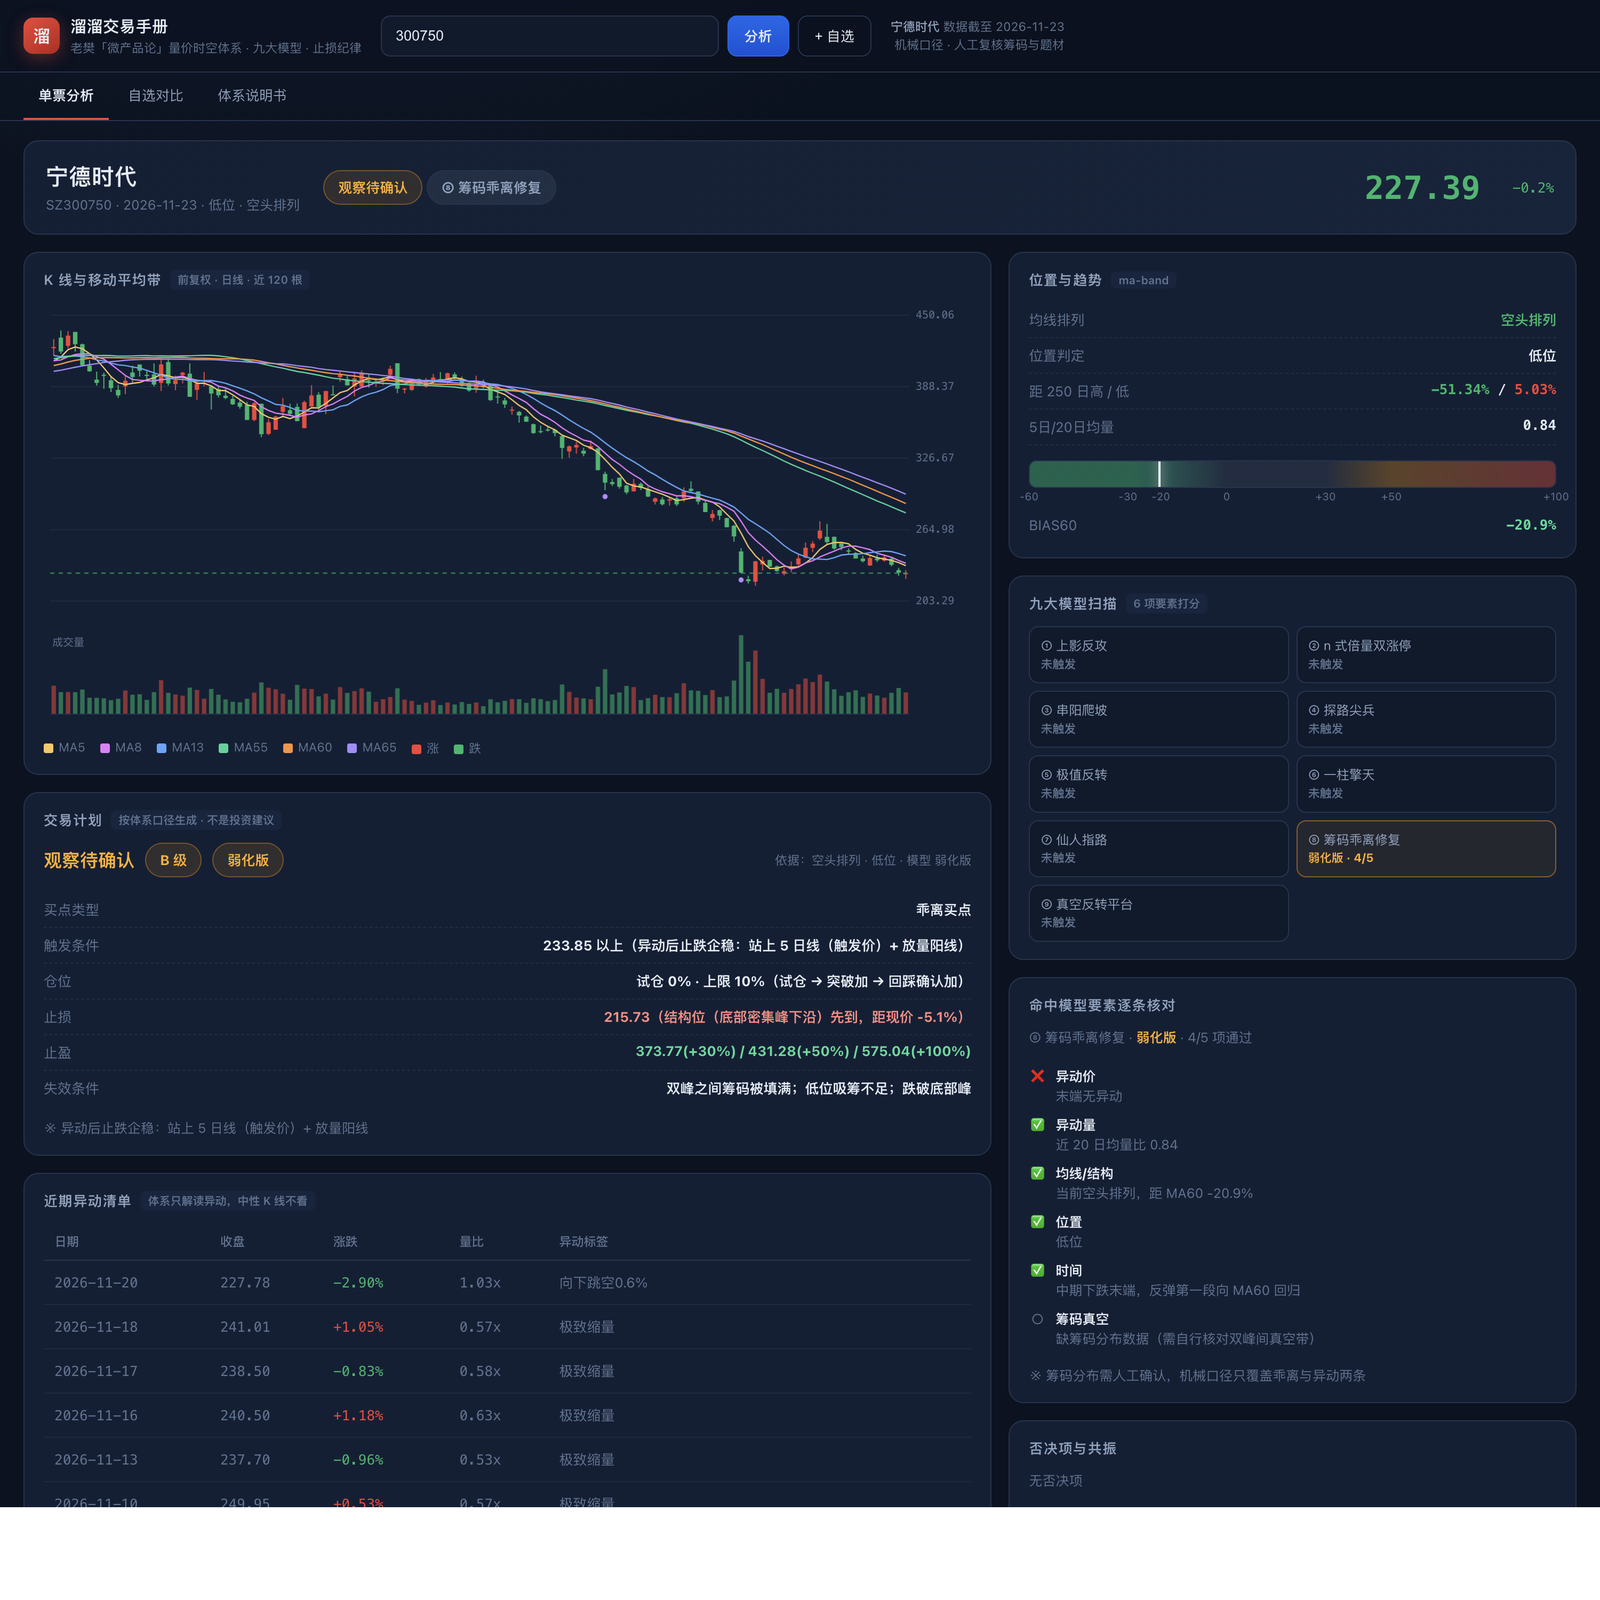 溜
溜溜交易手册
老樊「微产品论」量价时空体系 · 九大模型 · 止损纪律
300750
分析
+ 自选
宁德时代 数据截至 2026-11-23
机械口径 · 人工复核筹码与题材
单票分析
自选对比
体系说明书
宁德时代
SZ300750 · 2026-11-23 · 低位 · 空头排列
观察待确认
⑧ 筹码乖离修复
227.39
-0.2%
K 线与移动平均带
前复权 · 日线 · 近 120 根
450.06
388.37
326.67
264.98
203.29
成交量
MA5
MA8
MA13
MA55
MA60
MA65
涨
跌
位置与趋势
ma-band
均线排列
空头排列
位置判定
低位
距 250 日高 / 低
-51.34% / 5.03%
5日/20日均量
0.84
-60
-30
-20
0
+30
+50
+100
BIAS60
-20.9%
九大模型扫描
6 项要素打分
① 上影反攻
未触发
② n 式倍量双涨停
未触发
③ 串阳爬坡
未触发
④ 探路尖兵
未触发
⑤ 极值反转
未触发
⑥ 一柱擎天
未触发
⑦ 仙人指路
未触发
⑧ 筹码乖离修复
弱化版 · 4/5
⑨ 真空反转平台
未触发
交易计划
按体系口径生成 · 不是投资建议
观察待确认
B 级
弱化版
依据：空头排列 · 低位 · 模型 弱化版
买点类型
乖离买点
触发条件
233.85 以上（异动后止跌企稳：站上 5 日线（触发价）+ 放量阳线）
仓位
试仓 0% · 上限 10%（试仓 → 突破加 → 回踩确认加）
止损
215.73（结构位（底部密集峰下沿）先到，距现价 -5.1%）
止盈
373.77(+30%) / 431.28(+50%) / 575.04(+100%)
失效条件
双峰之间筹码被填满；低位吸筹不足；跌破底部峰
※ 异动后止跌企稳：站上 5 日线（触发价）+ 放量阳线
命中模型要素逐条核对
⑧ 筹码乖离修复 · 弱化版 · 4/5 项通过
❌ 异动价
末端无异动
✅ 异动量
近 20 日均量比 0.84
✅ 均线/结构
当前空头排列，距 MA60 -20.9%
✅ 位置
低位
✅ 时间
中期下跌末端，反弹第一段向 MA60 回归
○ 筹码真空
缺筹码分布数据（需自行核对双峰间真空带）
※ 筹码分布需人工确认，机械口径只覆盖乖离与异动两条
近期异动清单
体系只解读异动，中性 K 线不看
日期 收盘 涨跌 量比 异动标签
2026-11-20 227.78 -2.90% 1.03x 向下跳空0.6%
2026-11-18 241.01 +1.05% 0.57x 极致缩量
2026-11-17 238.50 -0.83% 0.58x 极致缩量
2026-11-16 240.50 +1.18% 0.63x 极致缩量
2026-11-13 237.70 -0.96% 0.53x 极致缩量
2026-11-10 249.95 +0.53% 0.57x 极致缩量
否决项与共振
无否决项